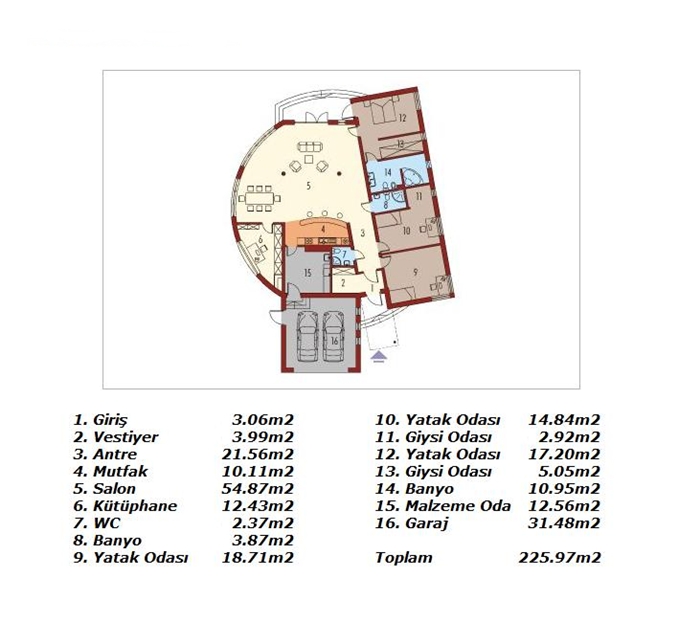 12
13
14
11
8
5
10
4
3
6
7
9
15
2
1
16
1. Giriş 3.06m2
2. Vestiyer 3.99m2
3. Antre 21.56m2
4. Mutfak 10.11m2
5. Salon 54.87m2
6. Kütüphane 12.43m2
7. WC 2.37m2
8. Banyo 3.87m2
9. Yatak Odası 18.71m2
10. Yatak Odası 14.84m2
11. Giysi Odası 2.92m2
12. Yatak Odası 17.20m2
13. Giysi Odası 5.05m2
14. Banyo 10.95m2
15. Malzeme Oda 12.56m2
16. Garaj 31.48m2
Toplam 225.97m2